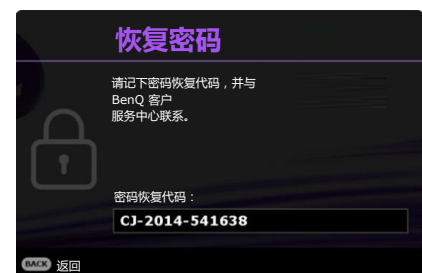 恢复密码
请记下密码恢复代码，并与
BenQ 客户
服务中心联系。
密码恢复代码：
CJ-2014-541638
BACK 返回